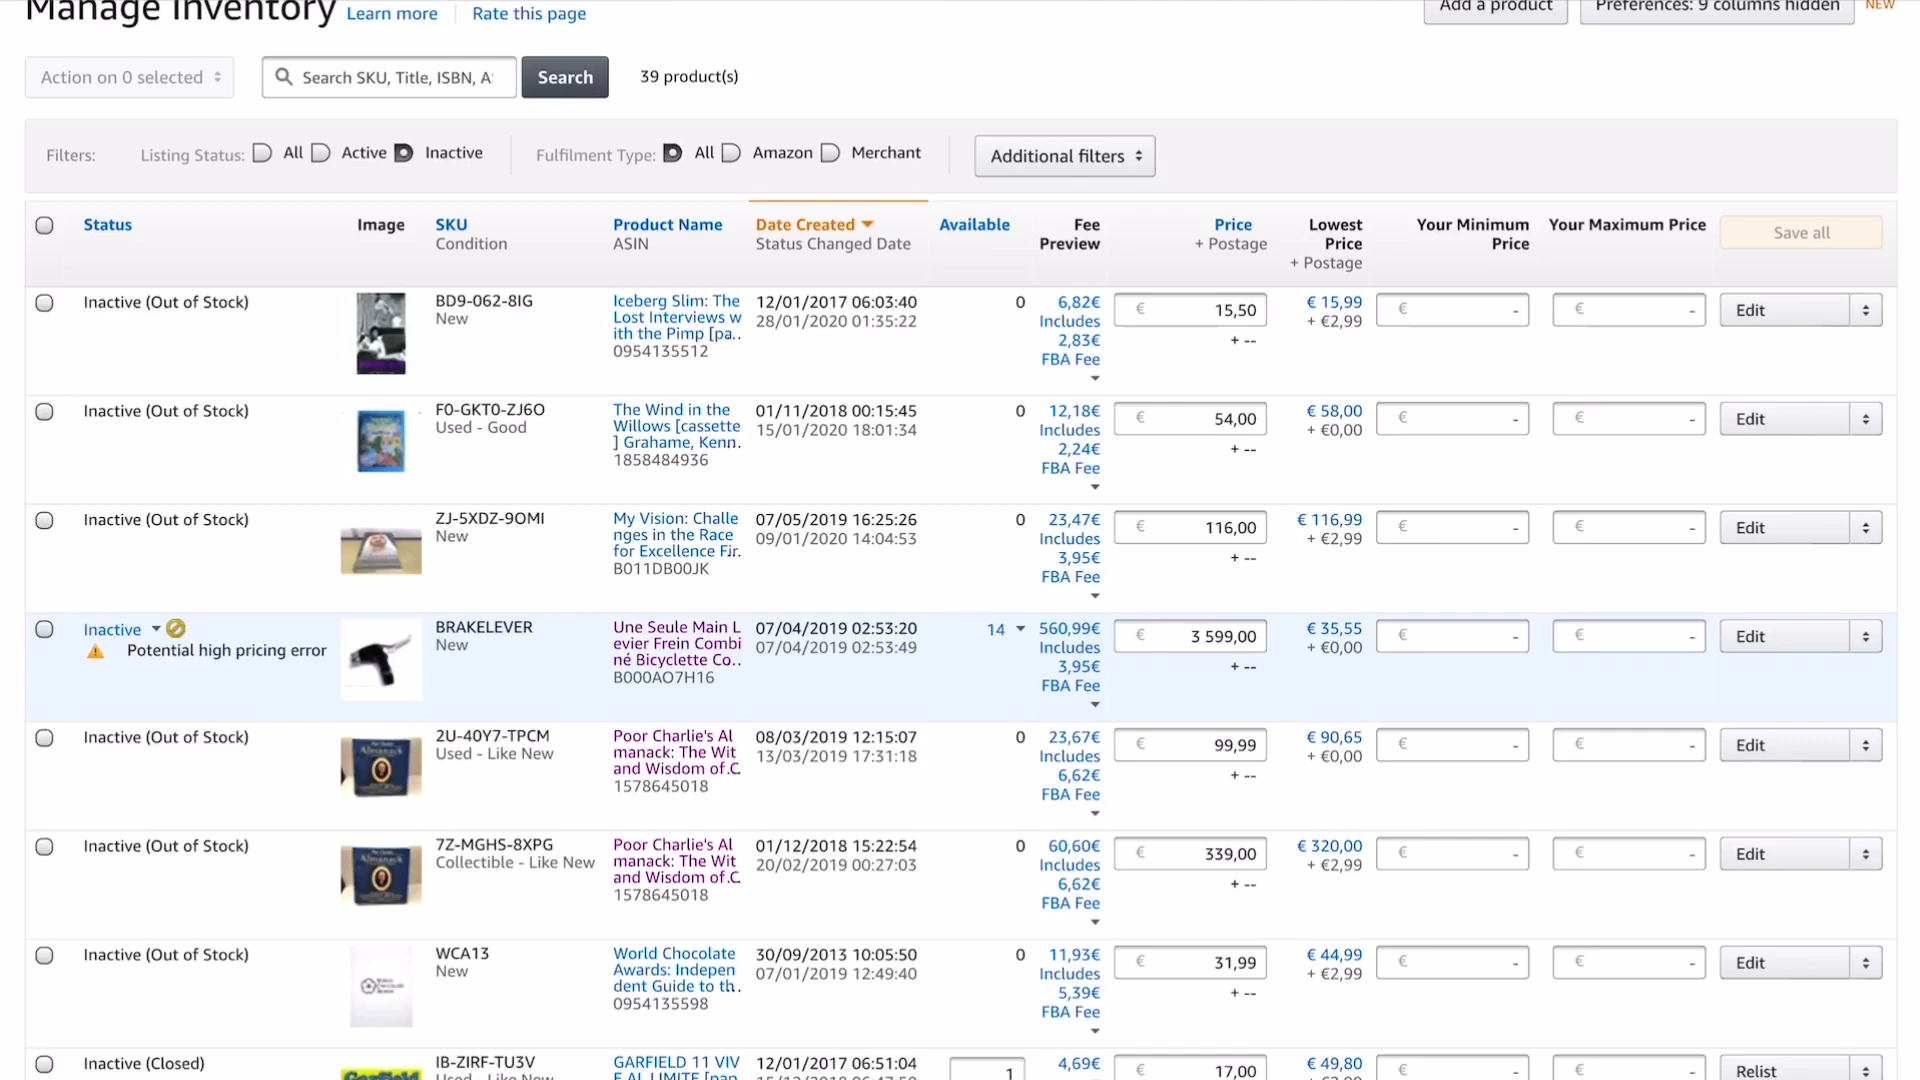 Manage Inventory Learn more Rate this page Add a product Preferences: 9 columns hidden NEW
Action on 0 selected Search SKU, Title, ISBN, A Search 39 product(s)
Filters: Listing Status: All Active Inactive Fulfilment Type: All Amazon Merchant Additional filters
Status Image SKU Product Name Date Created Available Fee Price Lowest Your Minimum Your Maximum Price Save all
Condition ASIN Status Changed Date Preview + Postage Price Price
+ Postage
Inactive (Out of Stock) BD9-062-8IG Iceberg Slim: The 12/01/2017 06:03:40 0 6,82€ € 15,50 € 15,99 € - € - Edit
New Lost Interviews w 28/01/2020 01:35:22 Includes + €2,99
ith the Pimp [pa.. 2,83€ + --
0954135512 FBA Fee
Inactive (Out of Stock) F0-GKT0-ZJ6O The Wind in the 01/11/2018 00:15:45 0 12,18€ € 54,00 € 58,00 € - € - Edit
Used - Good Willows [cassette 15/01/2020 18:01:34 Includes + €0,00
] Grahame, Kenn. 2,24€ + --
1858484936 FBA Fee
Inactive (Out of Stock) ZJ-5XDZ-9OMI My Vision: Challe 07/05/2019 16:25:26 0 23,47€ € 116,00 € 116,99 € - € - Edit
New nges in the Race 09/01/2020 14:04:53 Includes + €2,99
for Excellence Fir. 3,95€ + --
B011DB00JK FBA Fee
Inactive BRAKELEVER Une Seule Main L 07/04/2019 02:53:20 14 560,99€ € 3 599,00 € 35,55 € - € - Edit
Potential high pricing error New evier Frein Combi 07/04/2019 02:53:49 Includes + €0,00
né Bicyclette Co.. 3,95€ + --
B000AO7H16 FBA Fee
Inactive (Out of Stock) Almanack 2U-40Y7-TPCM Poor Charlie's Al 08/03/2019 12:15:07 0 23,67€ € 99,99 € 90,65 € - € - Edit
Used - Like New manack: The Wit 13/03/2019 17:31:18 Includes + €0,00
and Wisdom of.C. 6,62€ + --
1578645018 FBA Fee
Inactive (Out of Stock) Almanack 7Z-MGHS-8XPG Poor Charlie's Al 01/12/2018 15:22:54 0 60,60€ € 339,00 € 320,00 € - € - Edit
Collectible - Like New manack: The Wit 20/02/2019 00:27:03 Includes + €2,99
and Wisdom of.C. 6,62€ + --
1578645018 FBA Fee
Inactive (Out of Stock) WCA13 World Chocolate 30/09/2013 10:05:50 0 11,93€ € 31,99 € 44,99 € - € - Edit
New Awards: Indepen 07/01/2019 12:49:40 Includes + €2,99
dent Guide to th. 5,39€ + --
0954135598 FBA Fee
Inactive (Closed) Garfield IB-ZIRF-TU3V GARFIELD 11 VIV 12/01/2017 06:51:04 1 4,69€ € 17,00 € 49,80 € - € - Relist
Used - Like New E AL LIMITE [pap